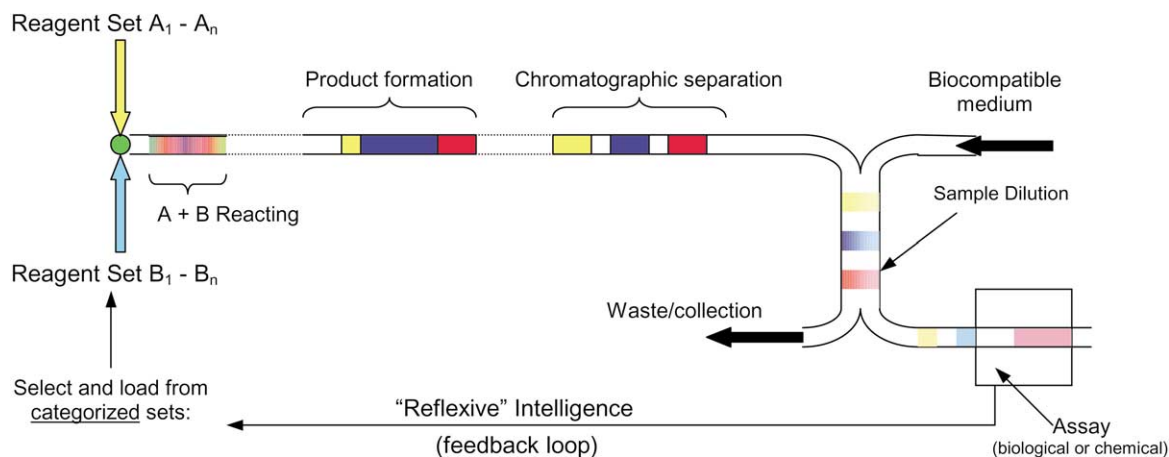 Reagent Set A₁ - Aₙ
Product formation
Chromatographic separation
Biocompatible
medium
A + B Reacting
Sample Dilution
Reagent Set B₁ - Bₙ
Waste/collection
Select and load from
categorized sets:
“Reflexive” Intelligence
(feedback loop)
Assay
(biological or chemical)